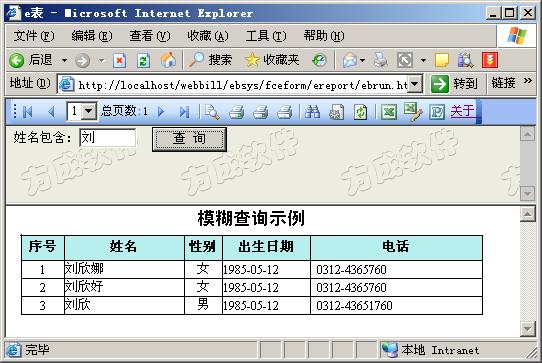 e表 - Microsoft Internet Explorer
文件(F) 编辑(E) 查看(V) 收藏(A) 工具(T) 帮助(H)
后退 搜索 收藏夹
地址(D) http://localhost/webbill/ebsys/fceform/ereport/ebrun.ht 转到 链接 »
1 总页数:1 关于
姓名包含: 刘 查 询
方成软件 方成软件 方成软件
模糊查询示例
序号 姓名 性别 出生日期 电话
1 刘欣娜 女 1985-05-12 0312-4365760
2 刘欣好 女 1985-05-12 0312-4365760
3 刘欣 男 1985-05-12 0312-43651760
完毕 本地 Intranet